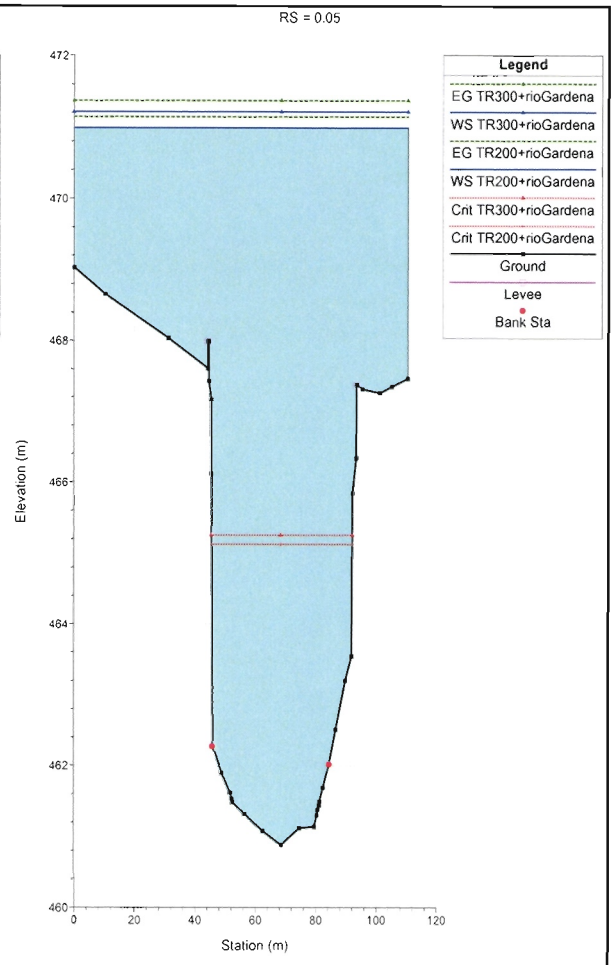 RS = 0.05
Legend
EG TR300+rioGardena
WS TR300+rioGardena
EG TR200+rioGardena
WS TR200+rioGardena
Crit TR300+rioGardena
Crit TR200+rioGardena
Ground
Levee
Bank Sta
472
470
468
466
464
462
460
Elevation (m)
0 20 40 60 80 100 120
Station (m)